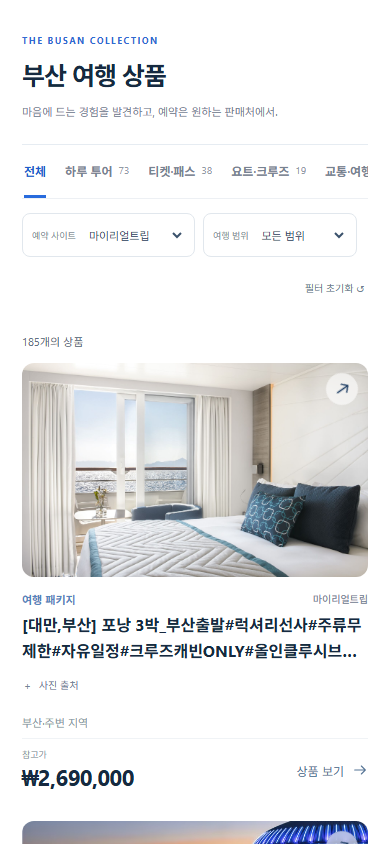 THE BUSAN COLLECTION
부산 여행 상품
마음에 드는 경험을 발견하고, 예약은 원하는 판매처에서.
전체 하루 투어 73 티켓·패스 38 요트·크루즈 19 교통·여행
예약 사이트 마이리얼트립 여행 범위 모든 범위
필터 초기화 ↺
185개의 상품
여행 패키지 마이리얼트립
[대만,부산] 포낭 3박_부산출발#럭셔리선사#주류무
제한#자유일정#크루즈캐빈ONLY#올인클루시브...
+ 사진 출처
부산·주변 지역
참고가
₩2,690,000 상품 보기 →